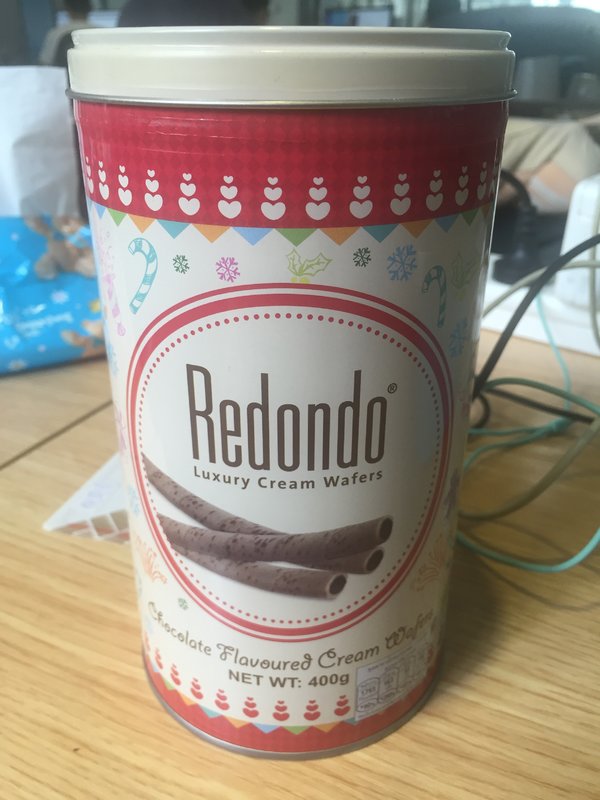 Redondo®
Luxury Cream Wafers
Chocolate Flavoured Cream Wafers
NET WT: 400g